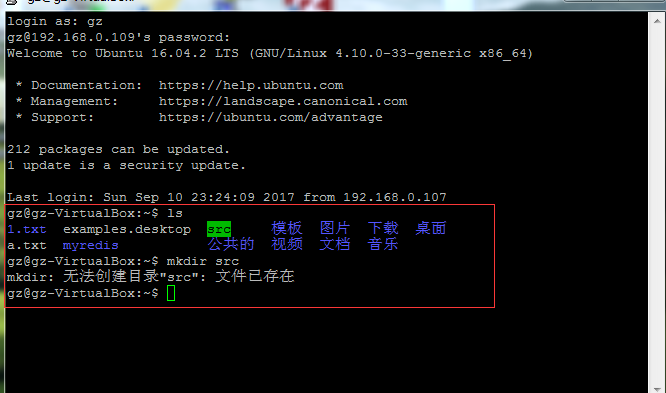 login as: gz
gz@192.168.0.109's password:
Welcome to Ubuntu 16.04.2 LTS (GNU/Linux 4.10.0-33-generic x86_64)
* Documentation: https://help.ubuntu.com
* Management: https://landscape.canonical.com
* Support: https://ubuntu.com/advantage
212 packages can be updated.
1 update is a security update.
Last login: Sun Sep 10 23:24:09 2017 from 192.168.0.107
gz@gz-VirtualBox:~$ ls
1.txt examples.desktop src 模板 图片 下载 桌面
a.txt myredis 公共的 视频 文档 音乐
gz@gz-VirtualBox:~$ mkdir src
mkdir: 无法创建目录"src": 文件已存在
gz@gz-VirtualBox:~$